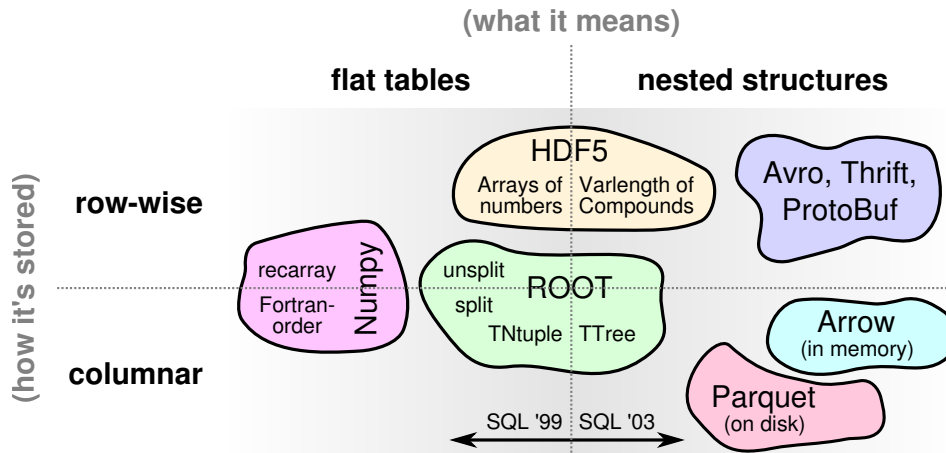 (what it means)
flat tables
nested structures
(how it's stored)
row-wise
columnar
HDF5
Arrays of
numbers
Varlength of
Compounds
Avro, Thrift,
ProtoBuf
recarray
Fortran-
order
Numpy
unsplit
split
ROOT
TNtuple
TTree
Arrow
(in memory)
Parquet
(on disk)
SQL '99
SQL '03